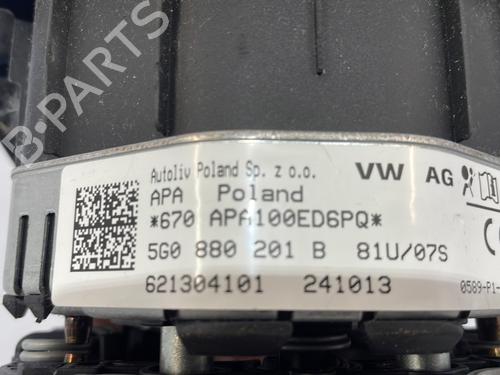 B-PARTS
Autoliv Poland Sp. z o.o.
VW AG
APA Poland
*670 APA100ED6PQ*
5G0 880 201 B 81U/07S
621304101 241013
0589-P1-